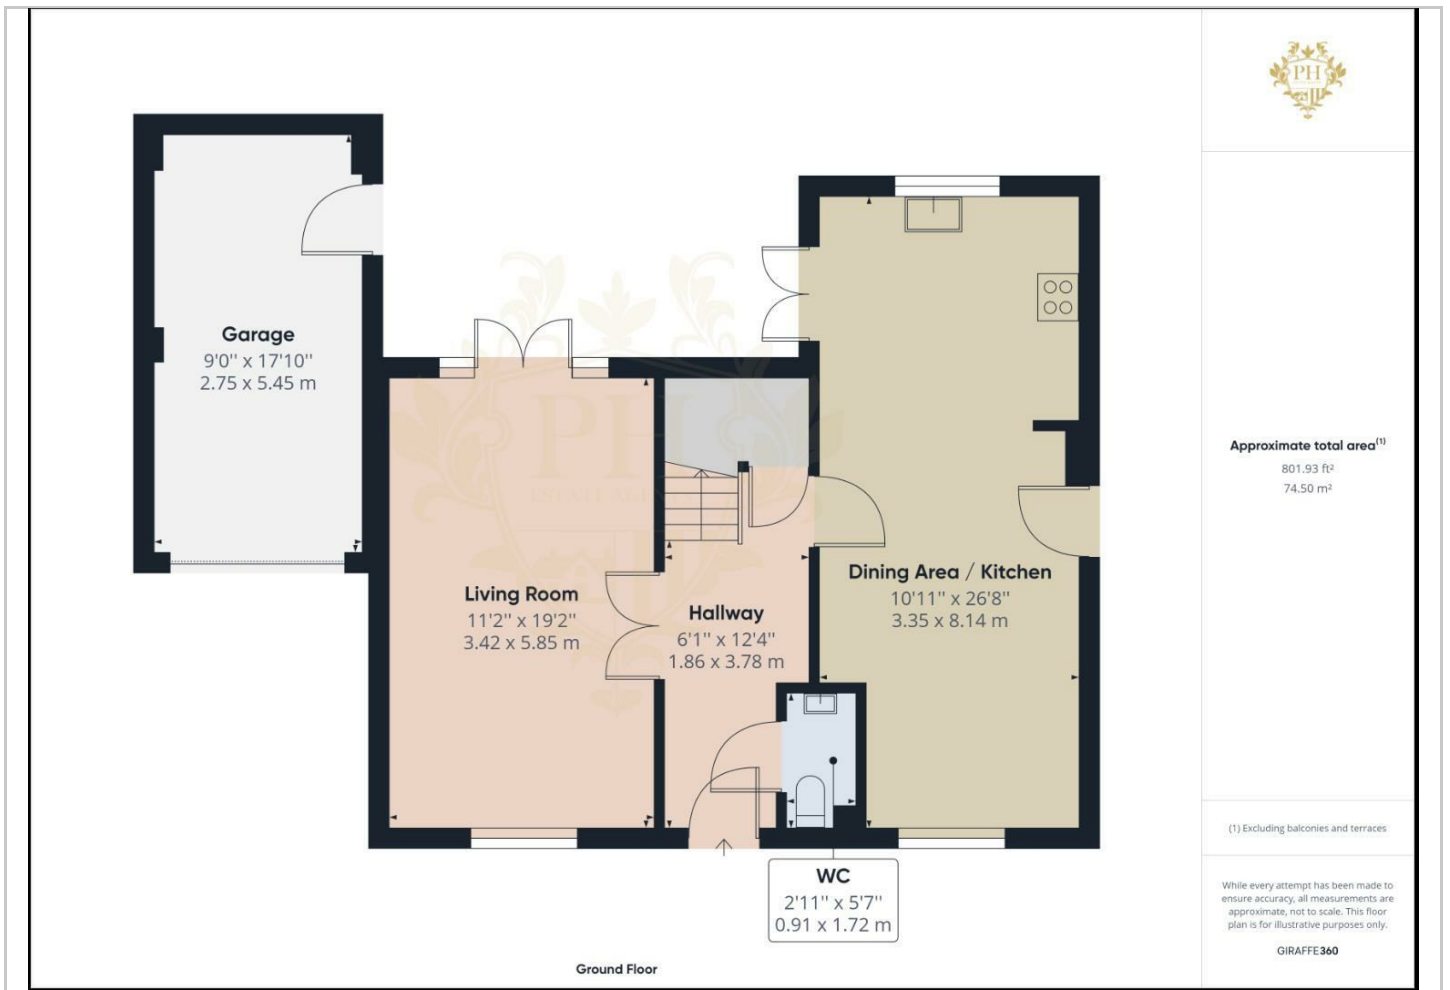 PH
Garage
9'0'' x 17'10''
2.75 x 5.45 m
Living Room
11'2'' x 19'2''
3.42 x 5.85 m
Hallway
6'1'' x 12'4''
1.86 x 3.78 m
Dining Area / Kitchen
10'11'' x 26'8''
3.35 x 8.14 m
WC
2'11'' x 5'7''
0.91 x 1.72 m
Ground Floor
PH
Approximate total area(1)
801.93 ft²
74.50 m²
(1) Excluding balconies and terraces
While every attempt has been made to
ensure accuracy, all measurements are
approximate, not to scale. This floor
plan is for illustrative purposes only.
GIRAFFE360